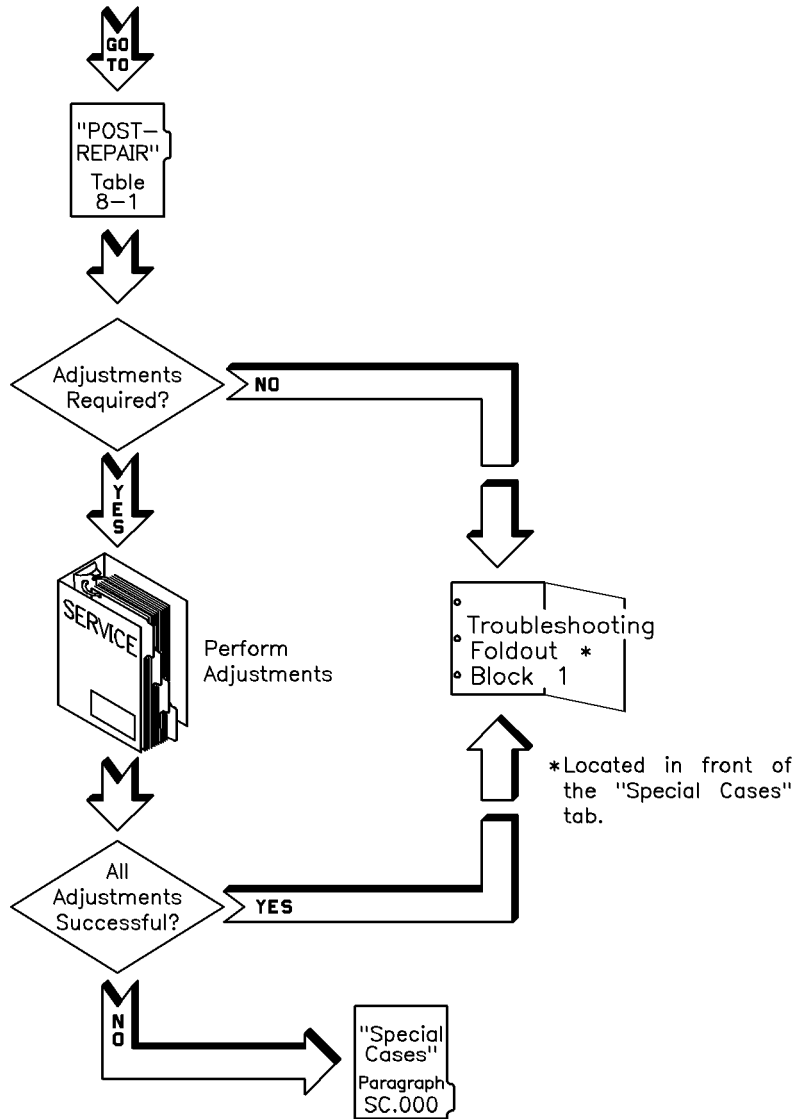 GO
TO
"POST-
REPAIR"
Table
8-1
Adjustments
Required?
NO
YES
SERVICE
Perform
Adjustments
Troubleshooting
Foldout *
Block 1
*Located in front of
the "Special Cases"
tab.
All
Adjustments
Successful?
YES
NO
"Special
Cases"
Paragraph
SC.000